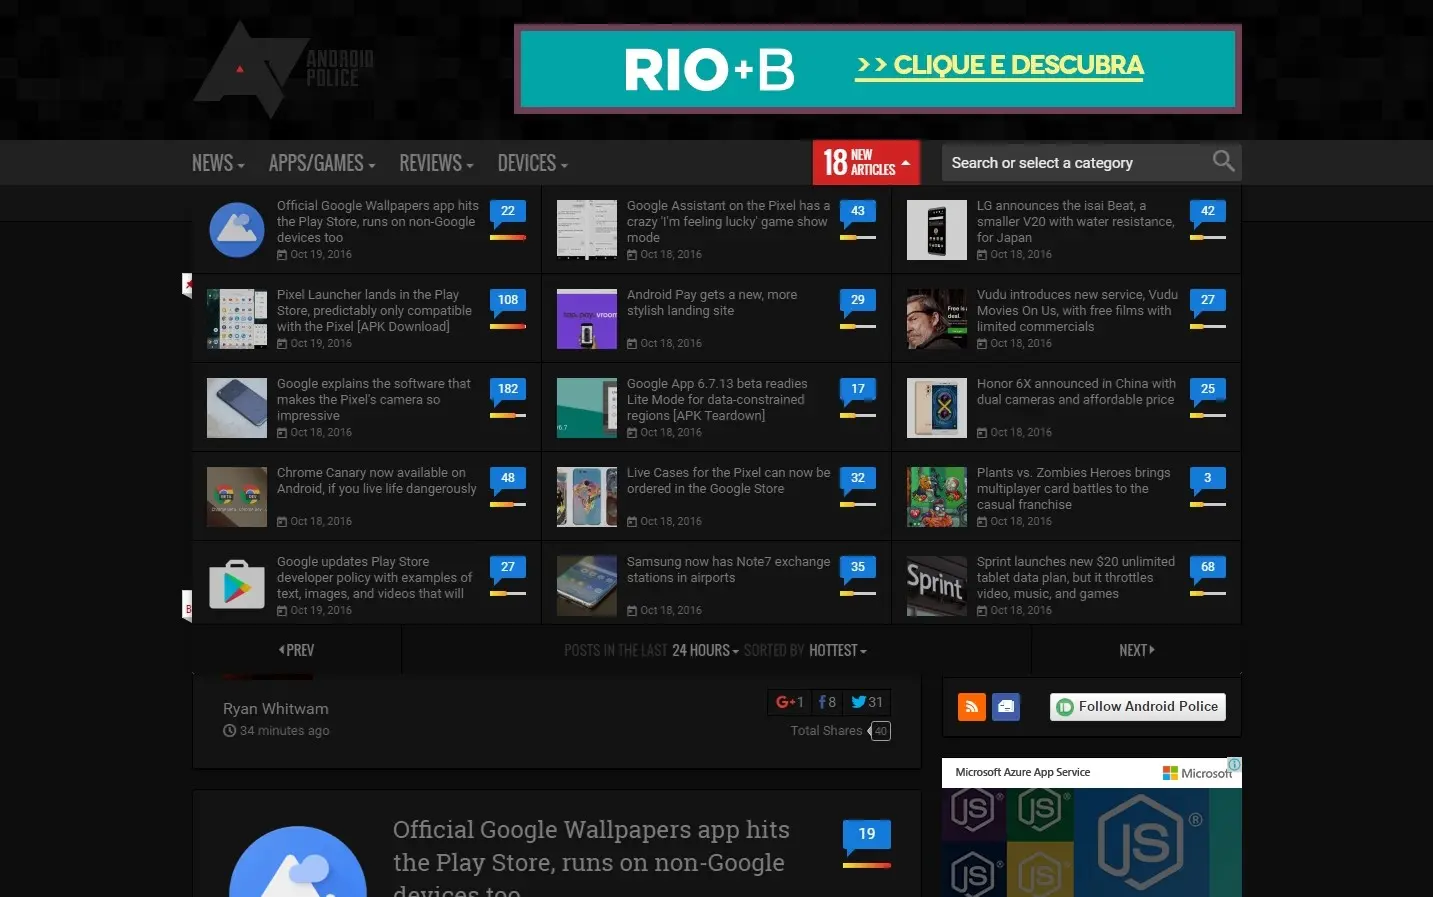 ANDROID
POLICE
RIO+B
>> CLIQUE E DESCUBRA
NEWS
APPS/GAMES
REVIEWS
DEVICES
18 NEW ARTICLES
Search or select a category
Official Google Wallpapers app hits
the Play Store, runs on non-Google
devices too
Oct 19, 2016
22
Google Assistant on the Pixel has a
crazy 'I'm feeling lucky' game show
mode
Oct 18, 2016
43
LG announces the isai Beat, a
smaller V20 with water resistance,
for Japan
Oct 18, 2016
42
Pixel Launcher lands in the Play
Store, predictably only compatible
with the Pixel [APK Download]
Oct 19, 2016
108
Android Pay gets a new, more
stylish landing site
Oct 18, 2016
29
Vudu introduces new service, Vudu
Movies On Us, with free films with
limited commercials
Oct 18, 2016
27
Google explains the software that
makes the Pixel's camera so
impressive
Oct 18, 2016
182
Google App 6.7.13 beta readies
Lite Mode for data-constrained
regions [APK Teardown]
Oct 18, 2016
17
Honor 6X announced in China with
dual cameras and affordable price
Oct 18, 2016
25
Chrome Canary now available on
Android, if you live life dangerously
Oct 18, 2016
48
Live Cases for the Pixel can now be
ordered in the Google Store
Oct 18, 2016
32
Plants vs. Zombies Heroes brings
multiplayer card battles to the
casual franchise
Oct 18, 2016
3
Google updates Play Store
developer policy with examples of
text, images, and videos that will
Oct 19, 2016
27
Samsung now has Note7 exchange
stations in airports
Oct 18, 2016
35
Sprint
Sprint launches new $20 unlimited
tablet data plan, but it throttles
video, music, and games
Oct 18, 2016
68
PREV
POSTS IN THE LAST 24 HOURS SORTED BY HOTTEST
NEXT
Ryan Whitwam
34 minutes ago
G+ 1
f 8
31
Total Shares 40
Follow Android Police
Microsoft Azure App Service
Microsoft
JS
JS
JS
JS
JS
Official Google Wallpapers app hits
the Play Store, runs on non-Google
devices too
19